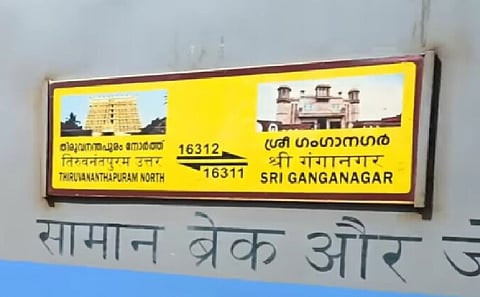 തിരുവനന്തപുരം നോർത്ത്
तिरुवनंतपुरम उत्तर
THIRUVANANTHAPURAM NORTH
16312
16311
ശ്രീ ഗംഗാനഗർ
श्री गंगानगर
SRI GANGANAGAR
सामान ब्रेक और